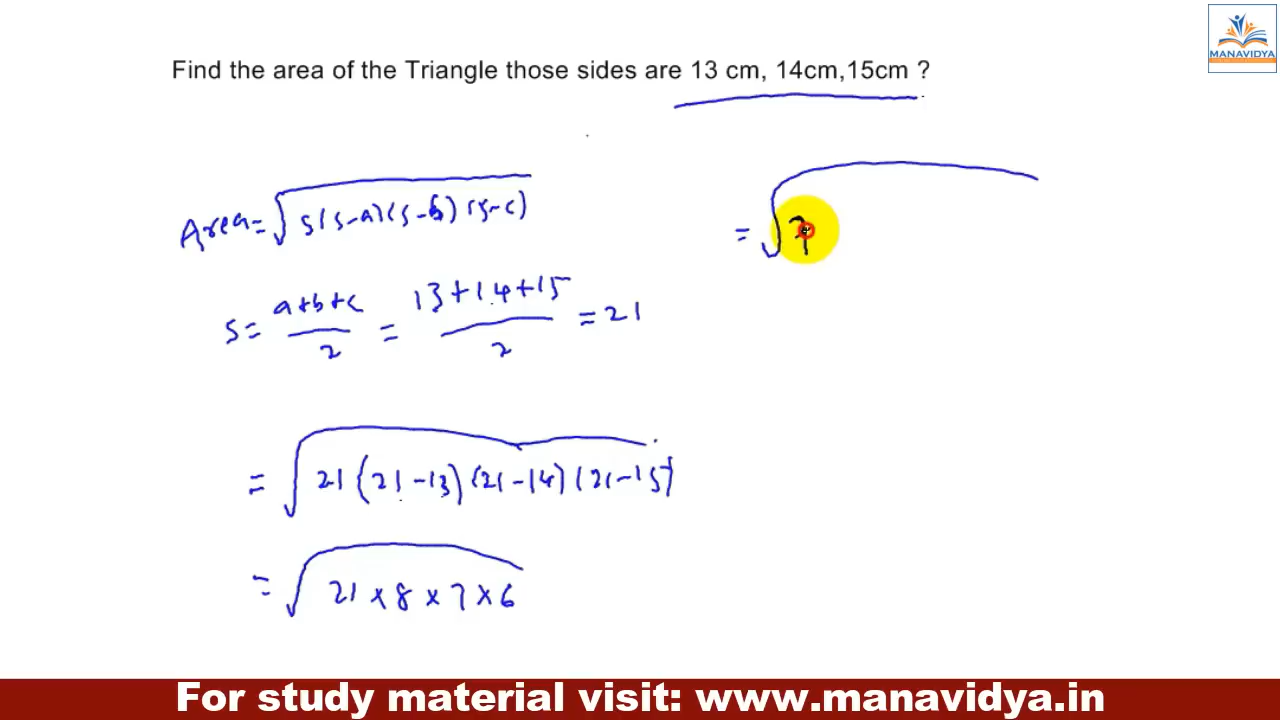 MANAVIDYA
Find the area of the Triangle those sides are 13 cm, 14cm,15cm ?
Area = √s(s-a)(s-b)(s-c)
s = a+b+c/2 = 13+14+15/2 = 21
= √21(21-13)(21-14)(21-15)
= √21×8×7×6
= √7
For study material visit: www.manavidya.in